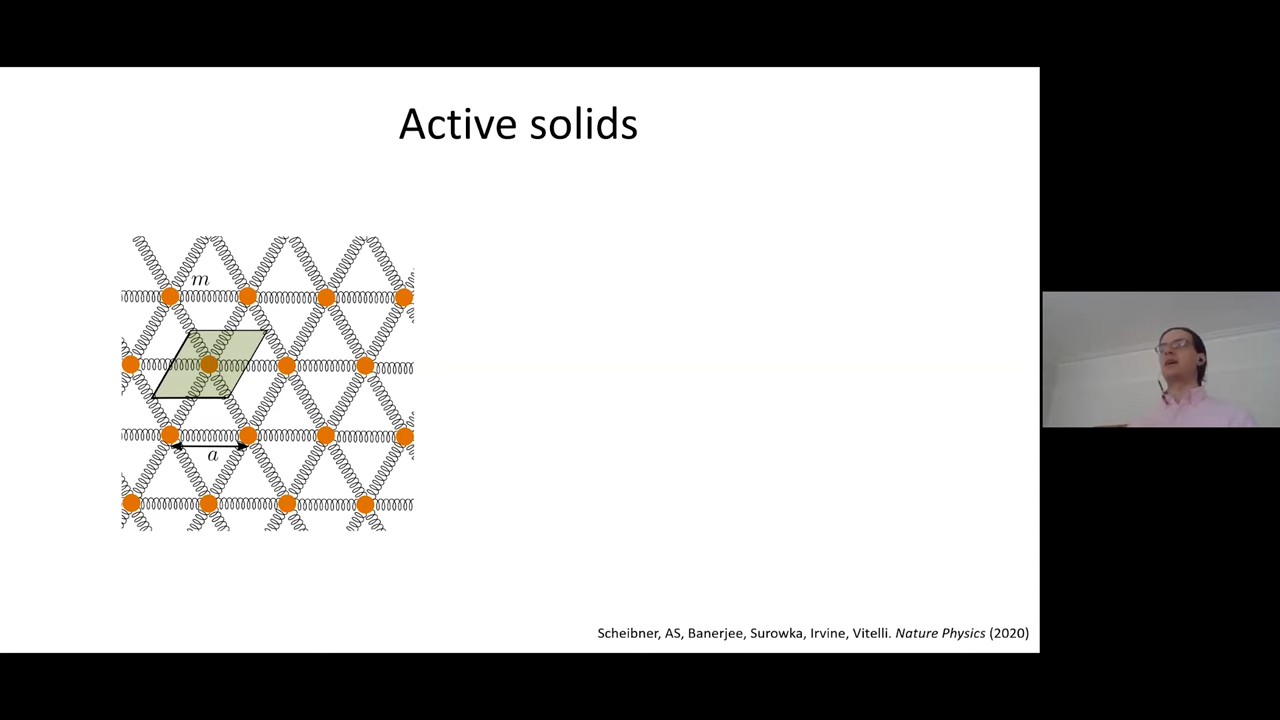 Active solids
m
a
Scheibner, AS, Banerjee, Surowka, Irvine, Vitelli. Nature Physics (2020)